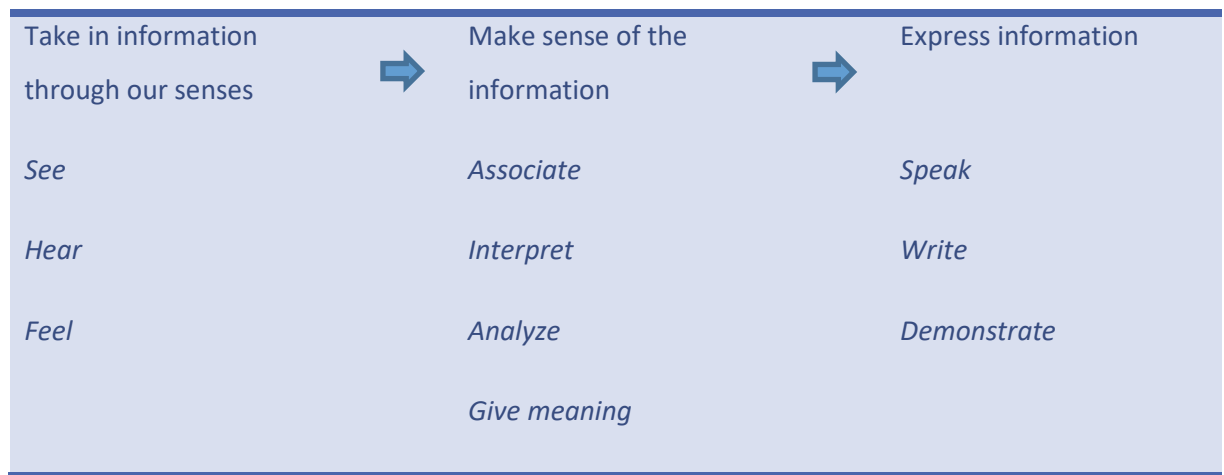 Take in information
through our senses
See
Hear
Feel
Make sense of the
information
Associate
Interpret
Analyze
Give meaning
Express information
Speak
Write
Demonstrate